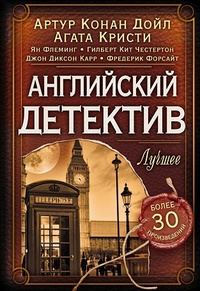 Артур Конан Дойл
Агата Кристи
Ян Флеминг • Гилберт Кит Честертон
Джон Диксон Карр • Фредерик Форсайт
АНГЛИЙСКИЙ
ДЕТЕКТИВ
Лучшее
БОЛЕЕ
30
ПРОИЗВЕДЕНИЙ
TELEPHONE